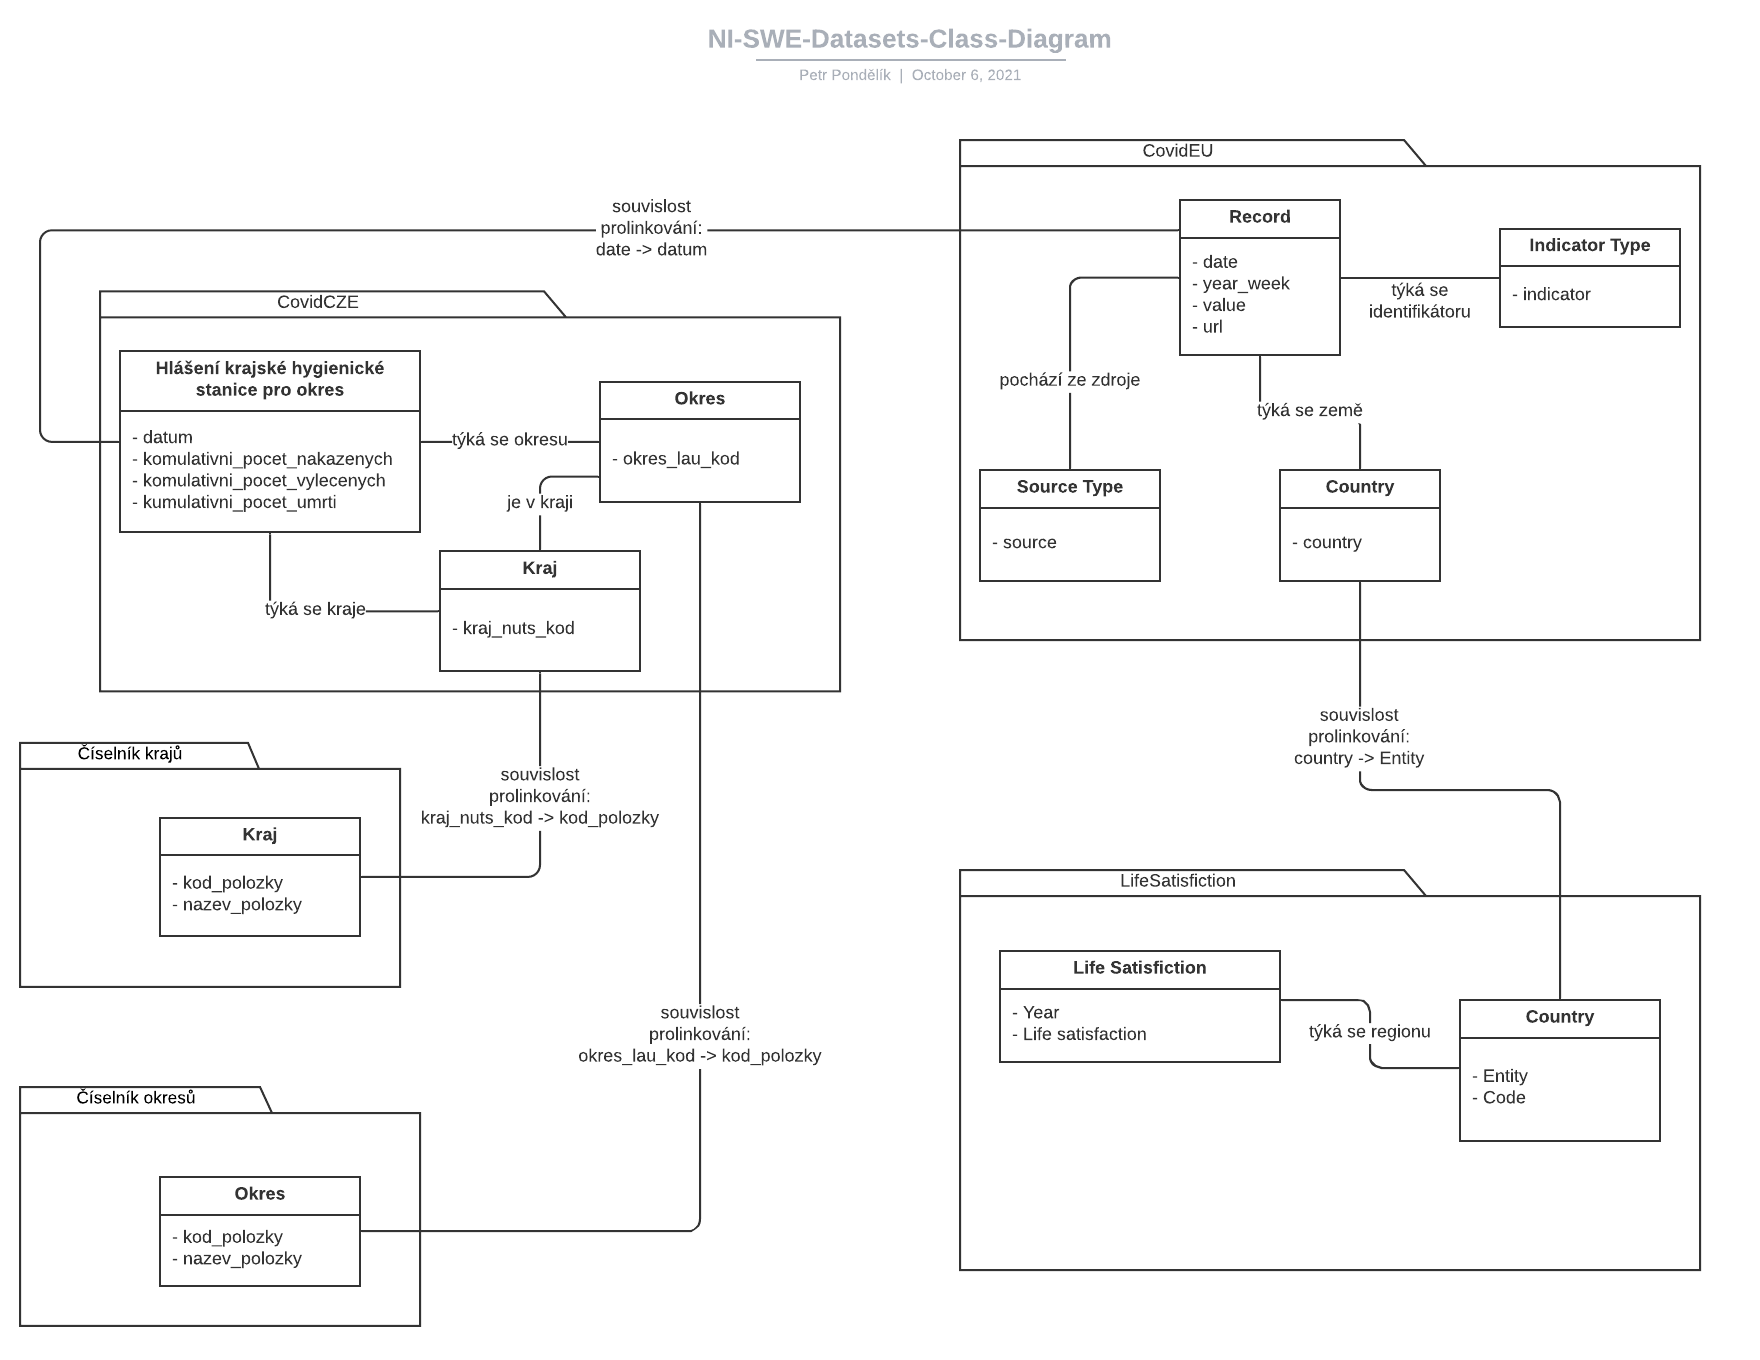 NI-SWE-Datasets-Class-Diagram
Petr Pondělík | October 6, 2021
CovidEU
Record
- date
- year_week
- value
- url
Indicator Type
- indicator
týká se
identifikátoru
pochází ze zdroje
týká se země
Source Type
- source
Country
- country
souvislost
prolinkování:
date -> datum
CovidCZE
Hlášení krajské hygienické
stanice pro okres
- datum
- komulativni_pocet_nakazenych
- komulativni_pocet_vylecenych
- kumulativni_pocet_umrti
týká se okresu
Okres
- okres_lau_kod
je v kraji
Kraj
- kraj_nuts_kod
týká se kraje
souvislost
prolinkování:
country -> Entity
Číselník krajů
Kraj
- kod_polozky
- nazev_polozky
souvislost
prolinkování:
kraj_nuts_kod -> kod_polozky
LifeSatisfiction
Life Satisfiction
- Year
- Life satisfaction
týká se regionu
Country
- Entity
- Code
souvislost
prolinkování:
okres_lau_kod -> kod_polozky
Číselník okresů
Okres
- kod_polozky
- nazev_polozky